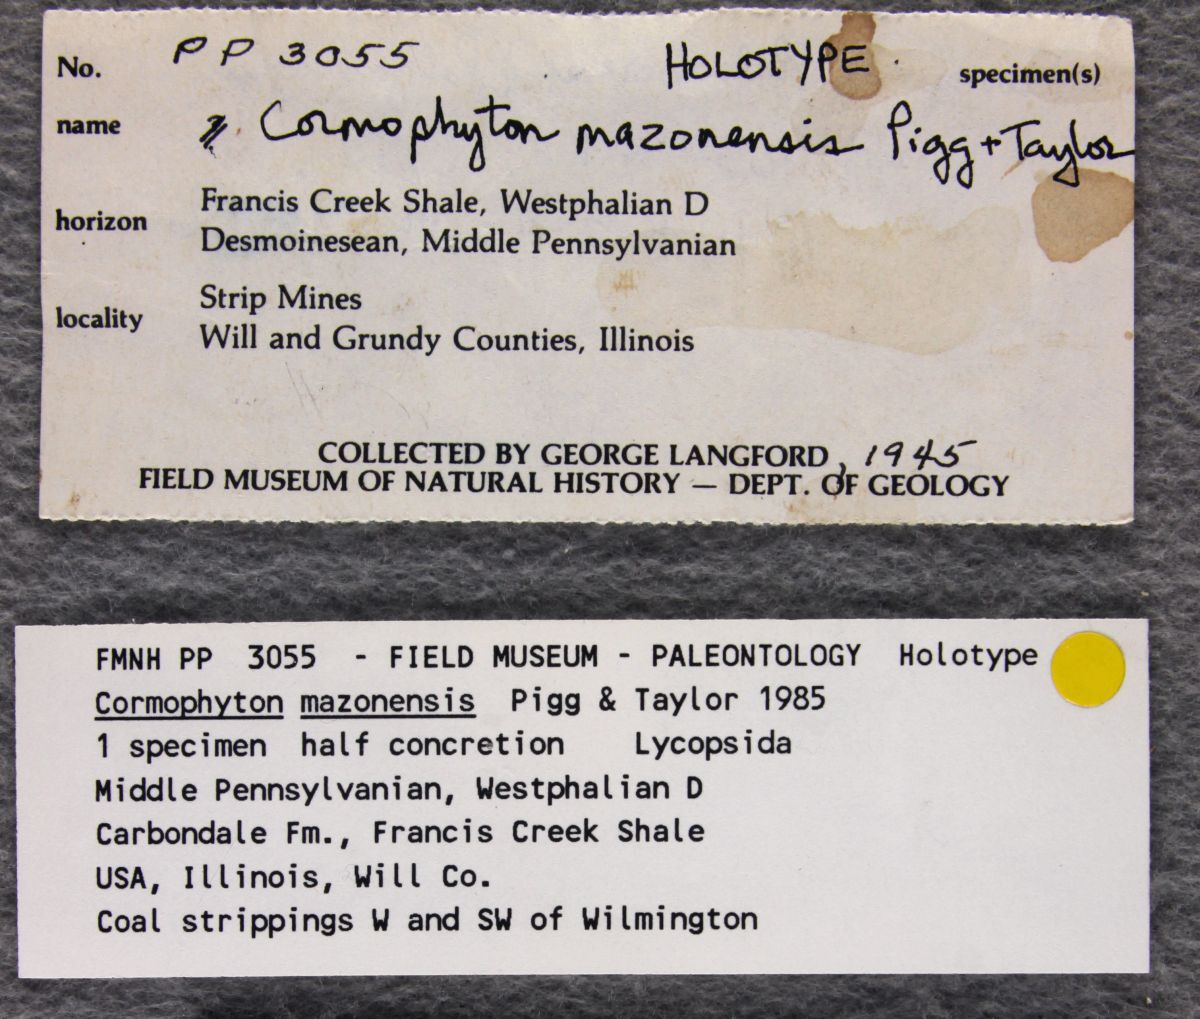 No. PP 3055 HOLOTYPE specimen(s)
name Cormophyton mazonensis Pigg + Taylor
horizon Francis Creek Shale, Westphalian D
Desmoinesean, Middle Pennsylvanian
locality Strip Mines
Will and Grundy Counties, Illinois
COLLECTED BY GEORGE LANGFORD, 1945
FIELD MUSEUM OF NATURAL HISTORY — DEPT. OF GEOLOGY
FMNH PP 3055 - FIELD MUSEUM - PALEONTOLOGY Holotype
Cormophyton mazonensis Pigg & Taylor 1985
1 specimen half concretion Lycopsida
Middle Pennsylvanian, Westphalian D
Carbondale Fm., Francis Creek Shale
USA, Illinois, Will Co.
Coal strippings W and SW of Wilmington